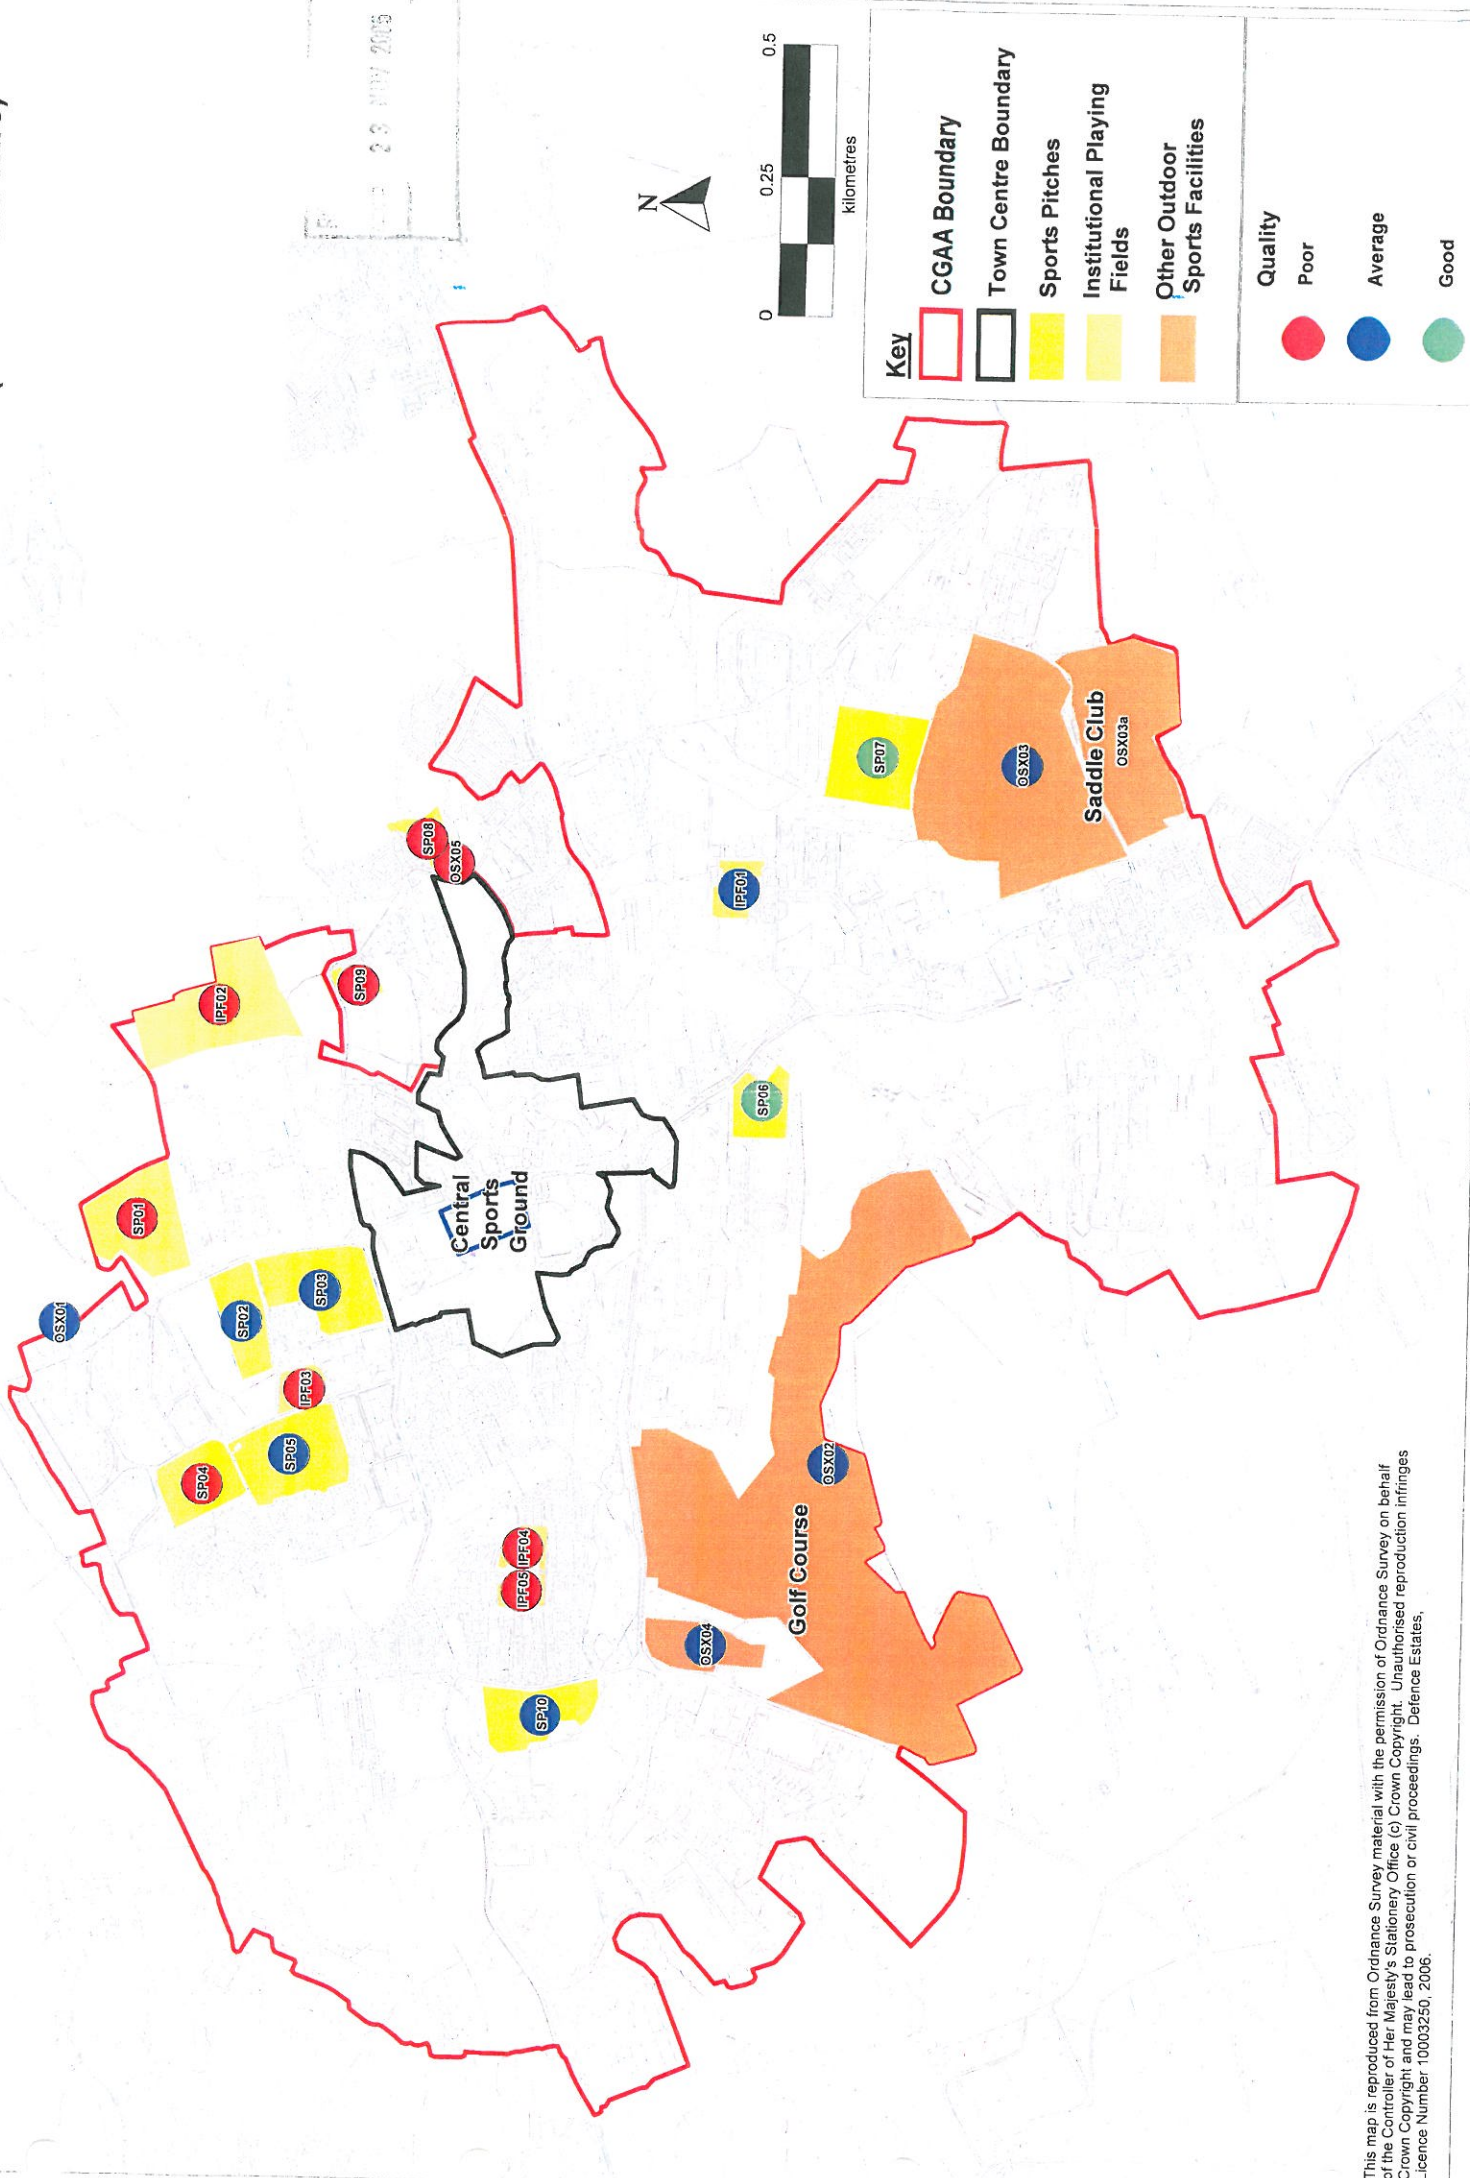 23 NOV 2006
N
0
0.25
0.5
kilometres
Key
CGAA Boundary
Town Centre Boundary
Sports Pitches
Institutional Playing
Fields
Other Outdoor
Sports Facilities
Quality
Poor
Average
Good
OSX01
SP01
IPF02
SP09
SP08
OSX05
SP02
SP03
IPF03
SP04
SP05
Central
Sports
Ground
IPF04
IPF05
SP10
OSX04
Golf Course
OSX02
SP06
IPF01
SP07
OSX03
Saddle Club
OSX03a
This map is reproduced from Ordnance Survey material with the permission of Ordnance Survey on behalf
of the Controller of Her Majesty's Stationery Office (c) Crown Copyright. Unauthorised reproduction infringes
Crown Copyright and may lead to prosecution or civil proceedings. Defence Estates,
Licence Number 10003250, 2006.